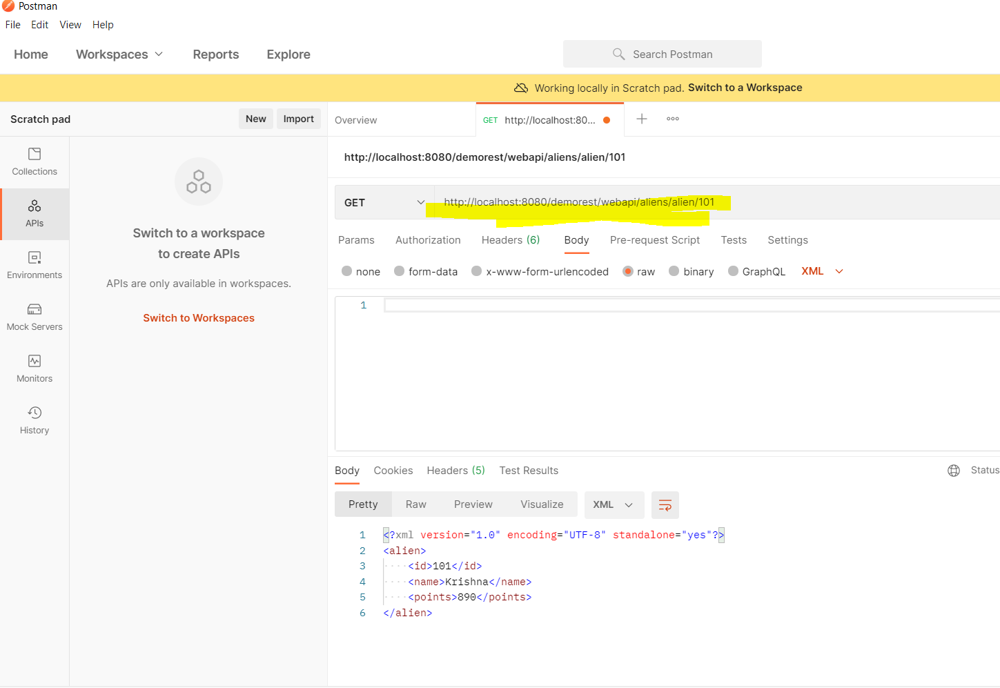 Postman
File Edit View Help
Home Workspaces Reports Explore Search Postman
Working locally in Scratch pad. Switch to a Workspace
Scratch pad New Import
Overview GET http://localhost:80...
Collections
APIs
Environments
Mock Servers
Monitors
History
Switch to a workspace
to create APIs
APIs are only available in workspaces.
Switch to Workspaces
http://localhost:8080/demorest/webapi/aliens/alien/101
GET http://localhost:8080/demorest/webapi/aliens/alien/101
Params Authorization Headers (6) Body Pre-request Script Tests Settings
none form-data x-www-form-urlencoded raw binary GraphQL XML
1
Body Cookies Headers (5) Test Results Status
Pretty Raw Preview Visualize XML
1 <?xml version="1.0" encoding="UTF-8" standalone="yes"?>
2 <alien>
3 <id>101</id>
4 <name>Krishna</name>
5 <points>890</points>
6 </alien>